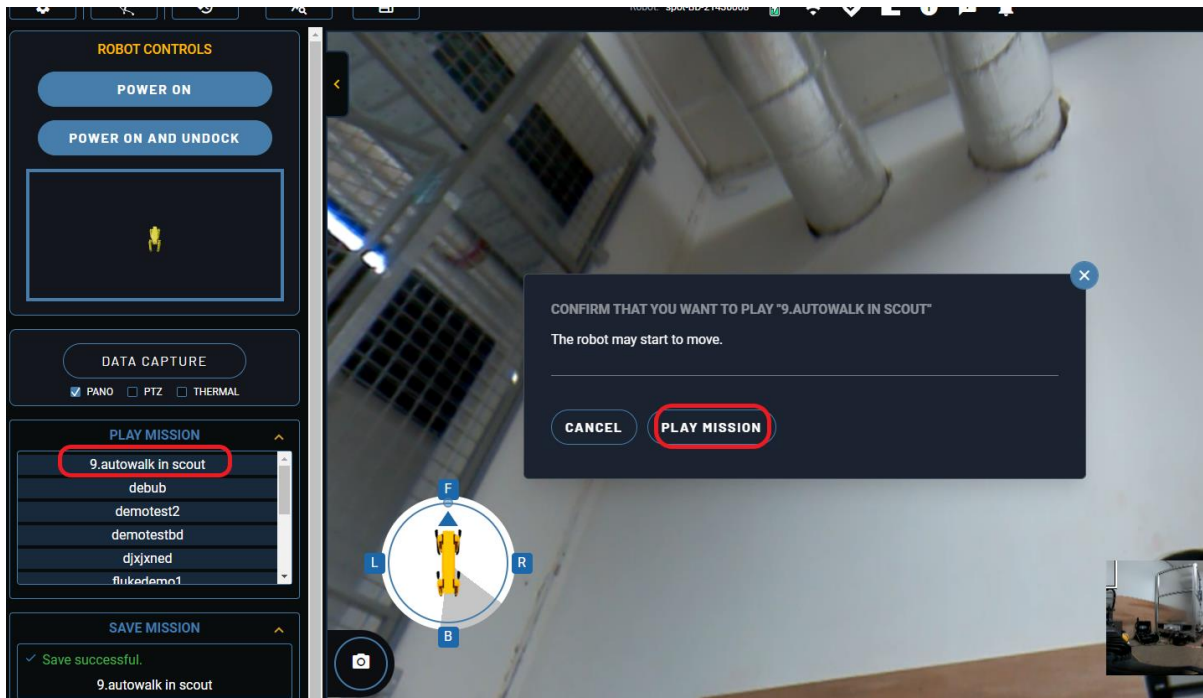 ROBOT CONTROLS
POWER ON
POWER ON AND UNDOCK
DATA CAPTURE
PANO PTZ THERMAL
PLAY MISSION
9.autowalk in scout
debub
demotest2
demotestbd
djxjxned
flukedemo1
SAVE MISSION
Save successful.
9.autowalk in scout
CONFIRM THAT YOU WANT TO PLAY "9.AUTOWALK IN SCOUT"
The robot may start to move.
CANCEL PLAY MISSION
F
L R
B